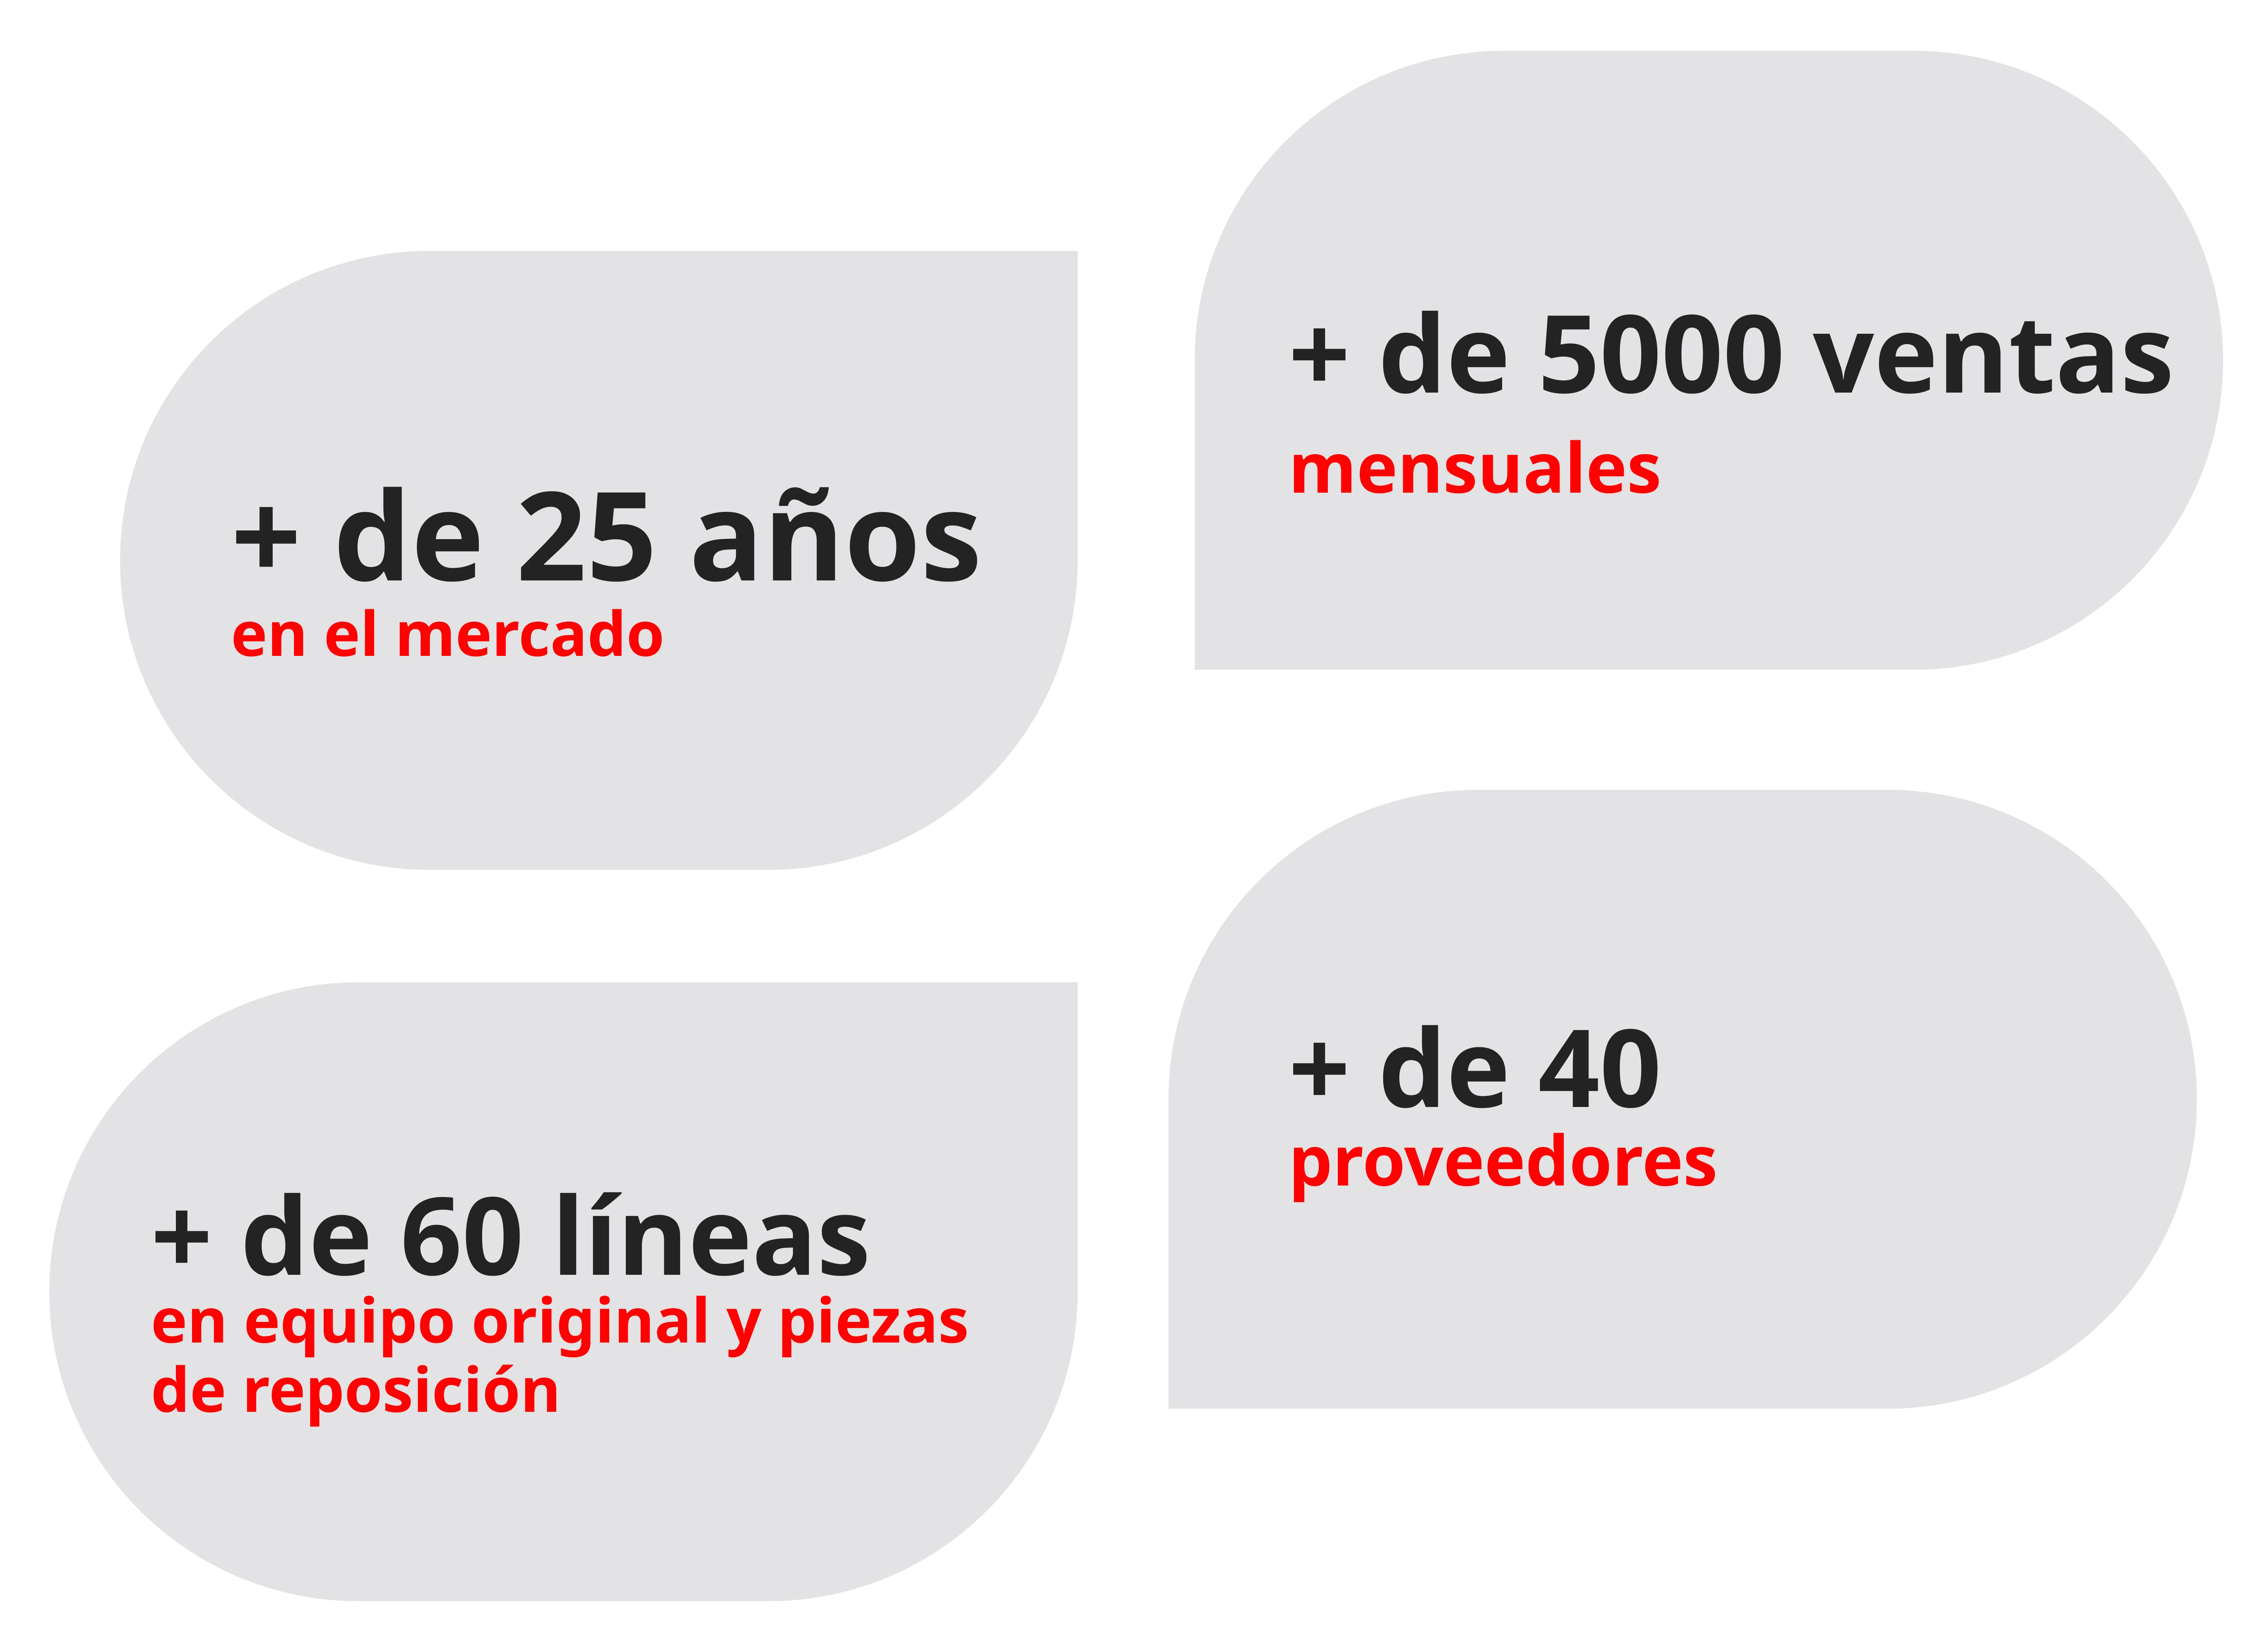 + de 25 años
en el mercado
+ de 5000 ventas
mensuales
+ de 60 líneas
en equipo original y piezas
de reposición
+ de 40
proveedores